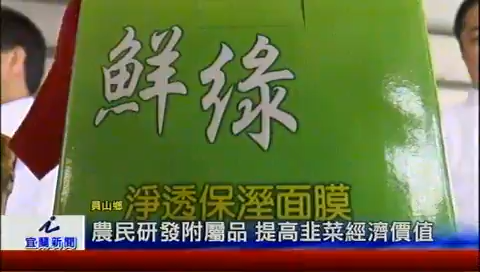 鮮綠
淨透保溼面膜
員山鄉
農民研發附屬品 提高韭菜經濟價值
宜蘭新聞